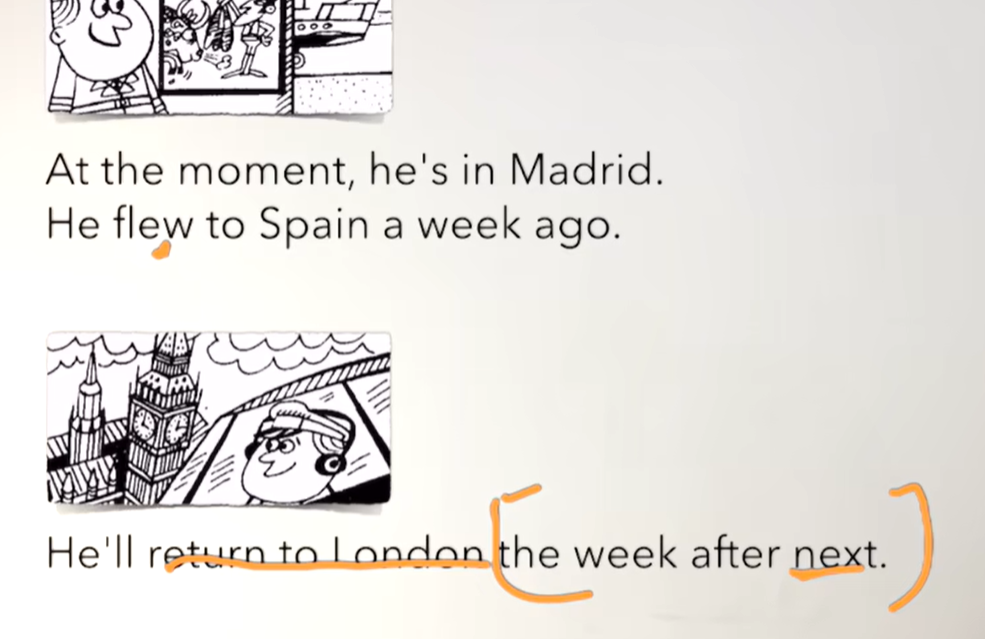 At the moment, he's in Madrid.
He flew to Spain a week ago.
He'll return to London the week after next.